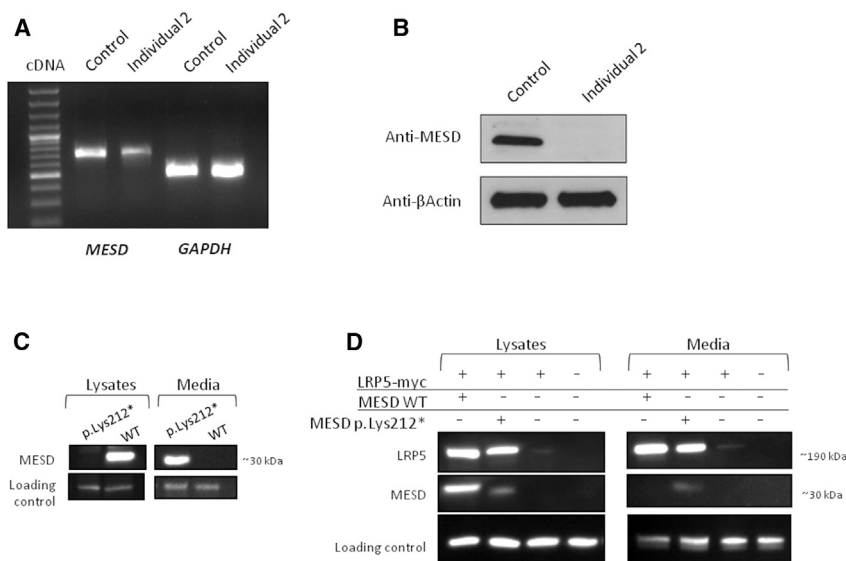 A
cDNA
Control
Individual 2
Control
Individual 2
MESD
GAPDH
B
Control
Individual 2
Anti-MESD
Anti-βActin
C
Lysates
Media
p.Lys212*
WT
p.Lys212*
WT
MESD
~30 kDa
Loading
control
D
Lysates
Media
LRP5-myc + + + - + + + -
MESD WT + - - - + - - -
MESD p.Lys212* - + - - - + - -
LRP5
~190 kDa
MESD
~30 kDa
Loading control